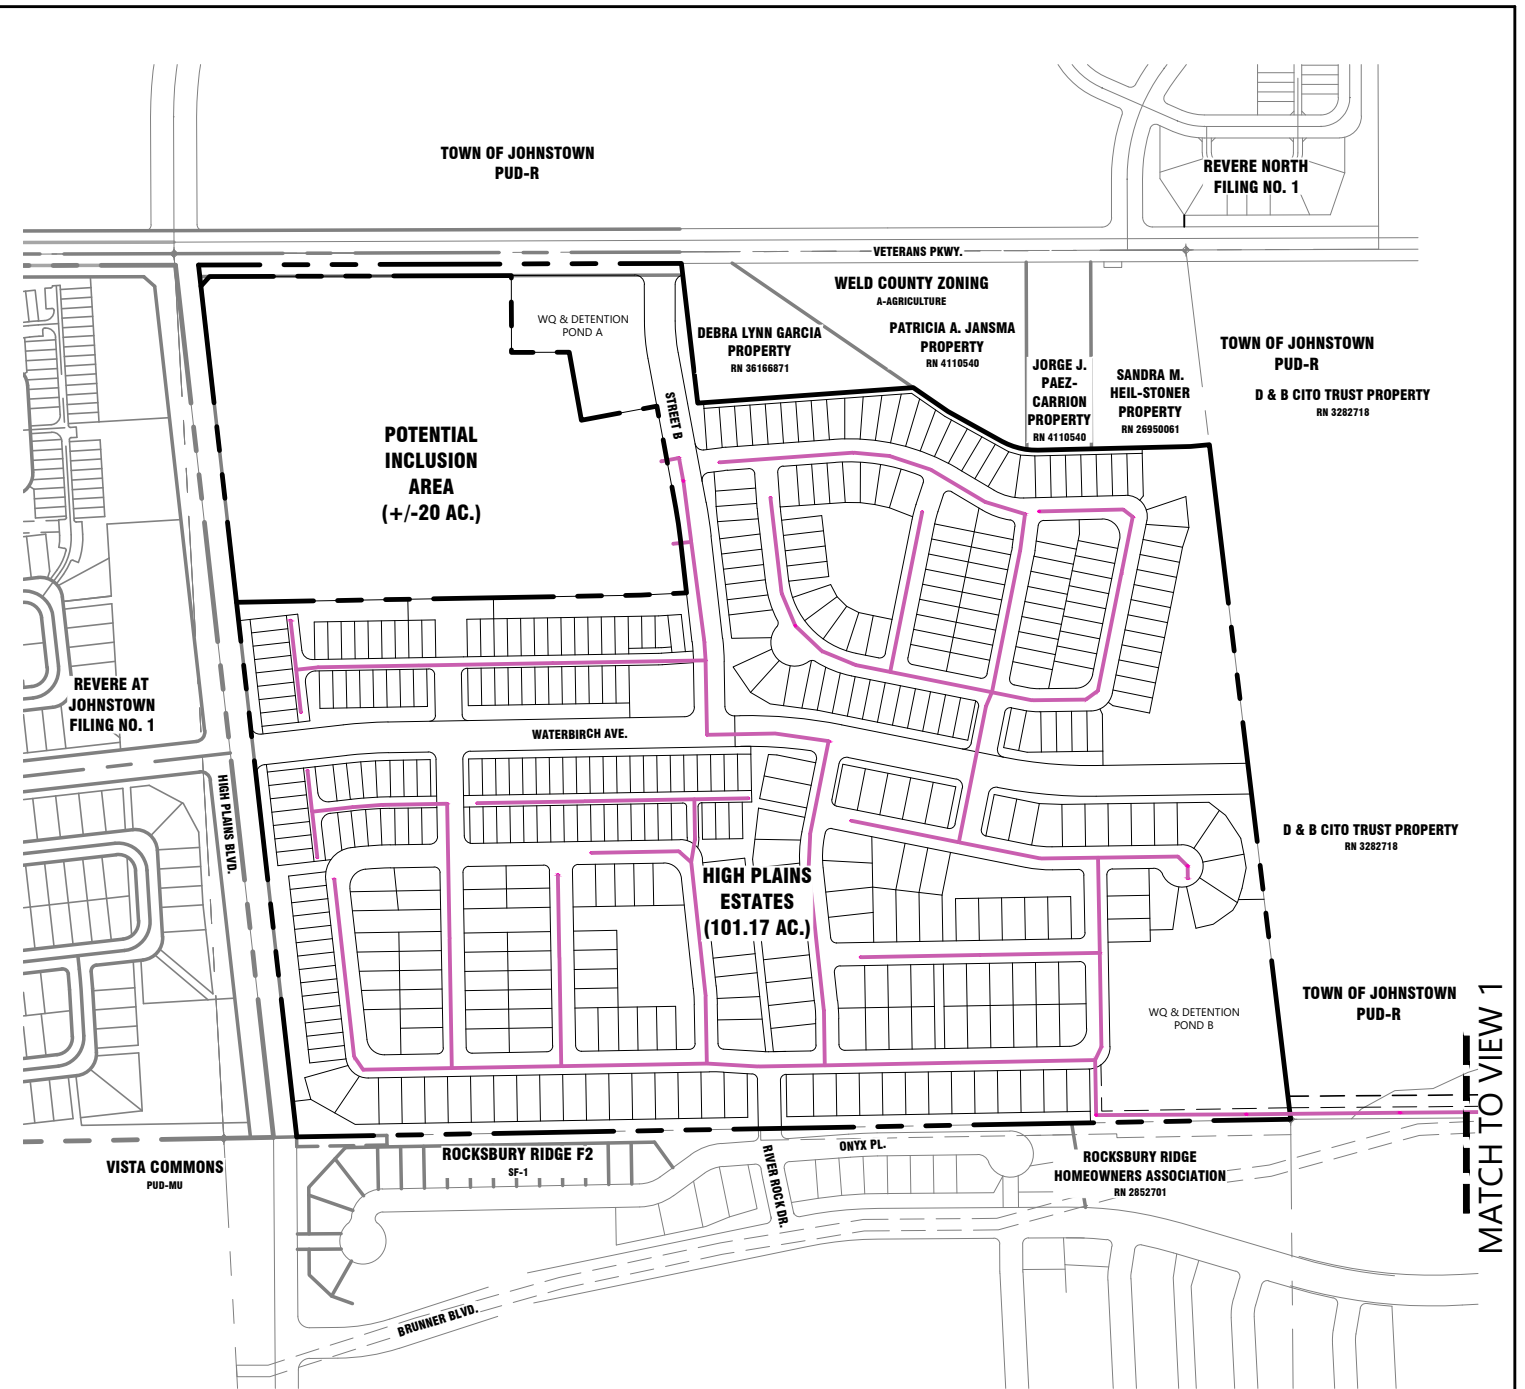 TOWN OF JOHNSTOWN
PUD-R
REVERE NORTH
FILING NO. 1
VETERANS PKWY.
WELD COUNTY ZONING
A-AGRICULTURE
WQ & DETENTION
POND A
DEBRA LYNN GARCIA
PROPERTY
RN 36166871
PATRICIA A. JANSMA
PROPERTY
RN 4110540
JORGE J.
PAEZ-
CARRION
PROPERTY
RN 4110540
SANDRA M.
HEIL-STONER
PROPERTY
RN 26950061
TOWN OF JOHNSTOWN
PUD-R
D & B CITO TRUST PROPERTY
RN 3282718
STREET B
POTENTIAL
INCLUSION
AREA
(+/-20 AC.)
REVERE AT
JOHNSTOWN
FILING NO. 1
WATERBIRCH AVE.
HIGH PLAINS BLVD.
D & B CITO TRUST PROPERTY
RN 3282718
HIGH PLAINS
ESTATES
(101.17 AC.)
WQ & DETENTION
POND B
TOWN OF JOHNSTOWN
PUD-R
MATCH TO VIEW 1
VISTA COMMONS
PUD-MU
ROCKSBURY RIDGE F2
SF-1
ONYX PL.
RIVER ROCK DR.
ROCKSBURY RIDGE
HOMEOWNERS ASSOCIATION
RN 2852701
BRUNNER BLVD.